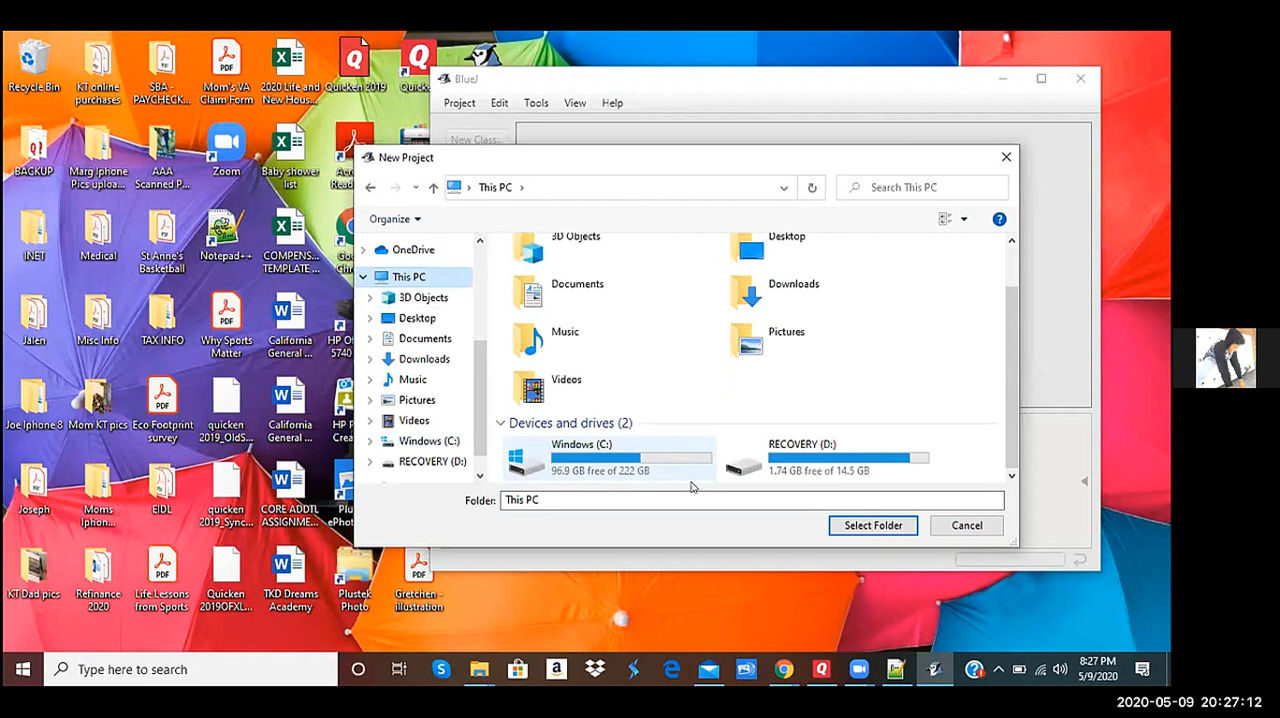 Recycle Bin
KT online
purchases
SBA -
PAYCHECK...
Mom's VA
Claim Form
2020 Life and
New Hous...
Quicken 2019
Quick
BACKUP
Marg Iphone
Pics uploa...
AAA
Scanned P...
Zoom
Baby shower
list
Acr
Read
INET
Medical
St Anne's
Basketball
Notepad++
COMPENS...
TEMPLATE ...
Go
Chr
Jalen
Misc Info
TAX INFO
Why Sports
Matter
California
General ...
HP O
5740
Joe Iphone 8
Mom KT pics
Eco Footprint
survey
quicken
2019_OldS...
California
General ...
HP P
Crea
Joseph
Moms
Iphon...
EIDL
quicken
2019_Sync...
CORE ADDTL
ASSIGNME...
Plu
ePhoto
KT Dad pics
Refinance
2020
Life Lessons
from Sports
Quicken
2019OFXL...
TKD Dreams
Academy
Plustek
Photo
Gretchen -
illustration
BlueJ
Project Edit Tools View Help
New Class...
New Project
This PC
Search This PC
Organize
OneDrive
This PC
3D Objects
Desktop
Documents
Downloads
Music
Pictures
Videos
Windows (C:)
RECOVERY (D:)
3D Objects
Desktop
Documents
Downloads
Music
Pictures
Videos
Devices and drives (2)
Windows (C:)
96.9 GB free of 222 GB
RECOVERY (D:)
1.74 GB free of 14.5 GB
Folder: This PC
Select Folder
Cancel
Type here to search
8:27 PM
5/9/2020
2020-05-09 20:27:12